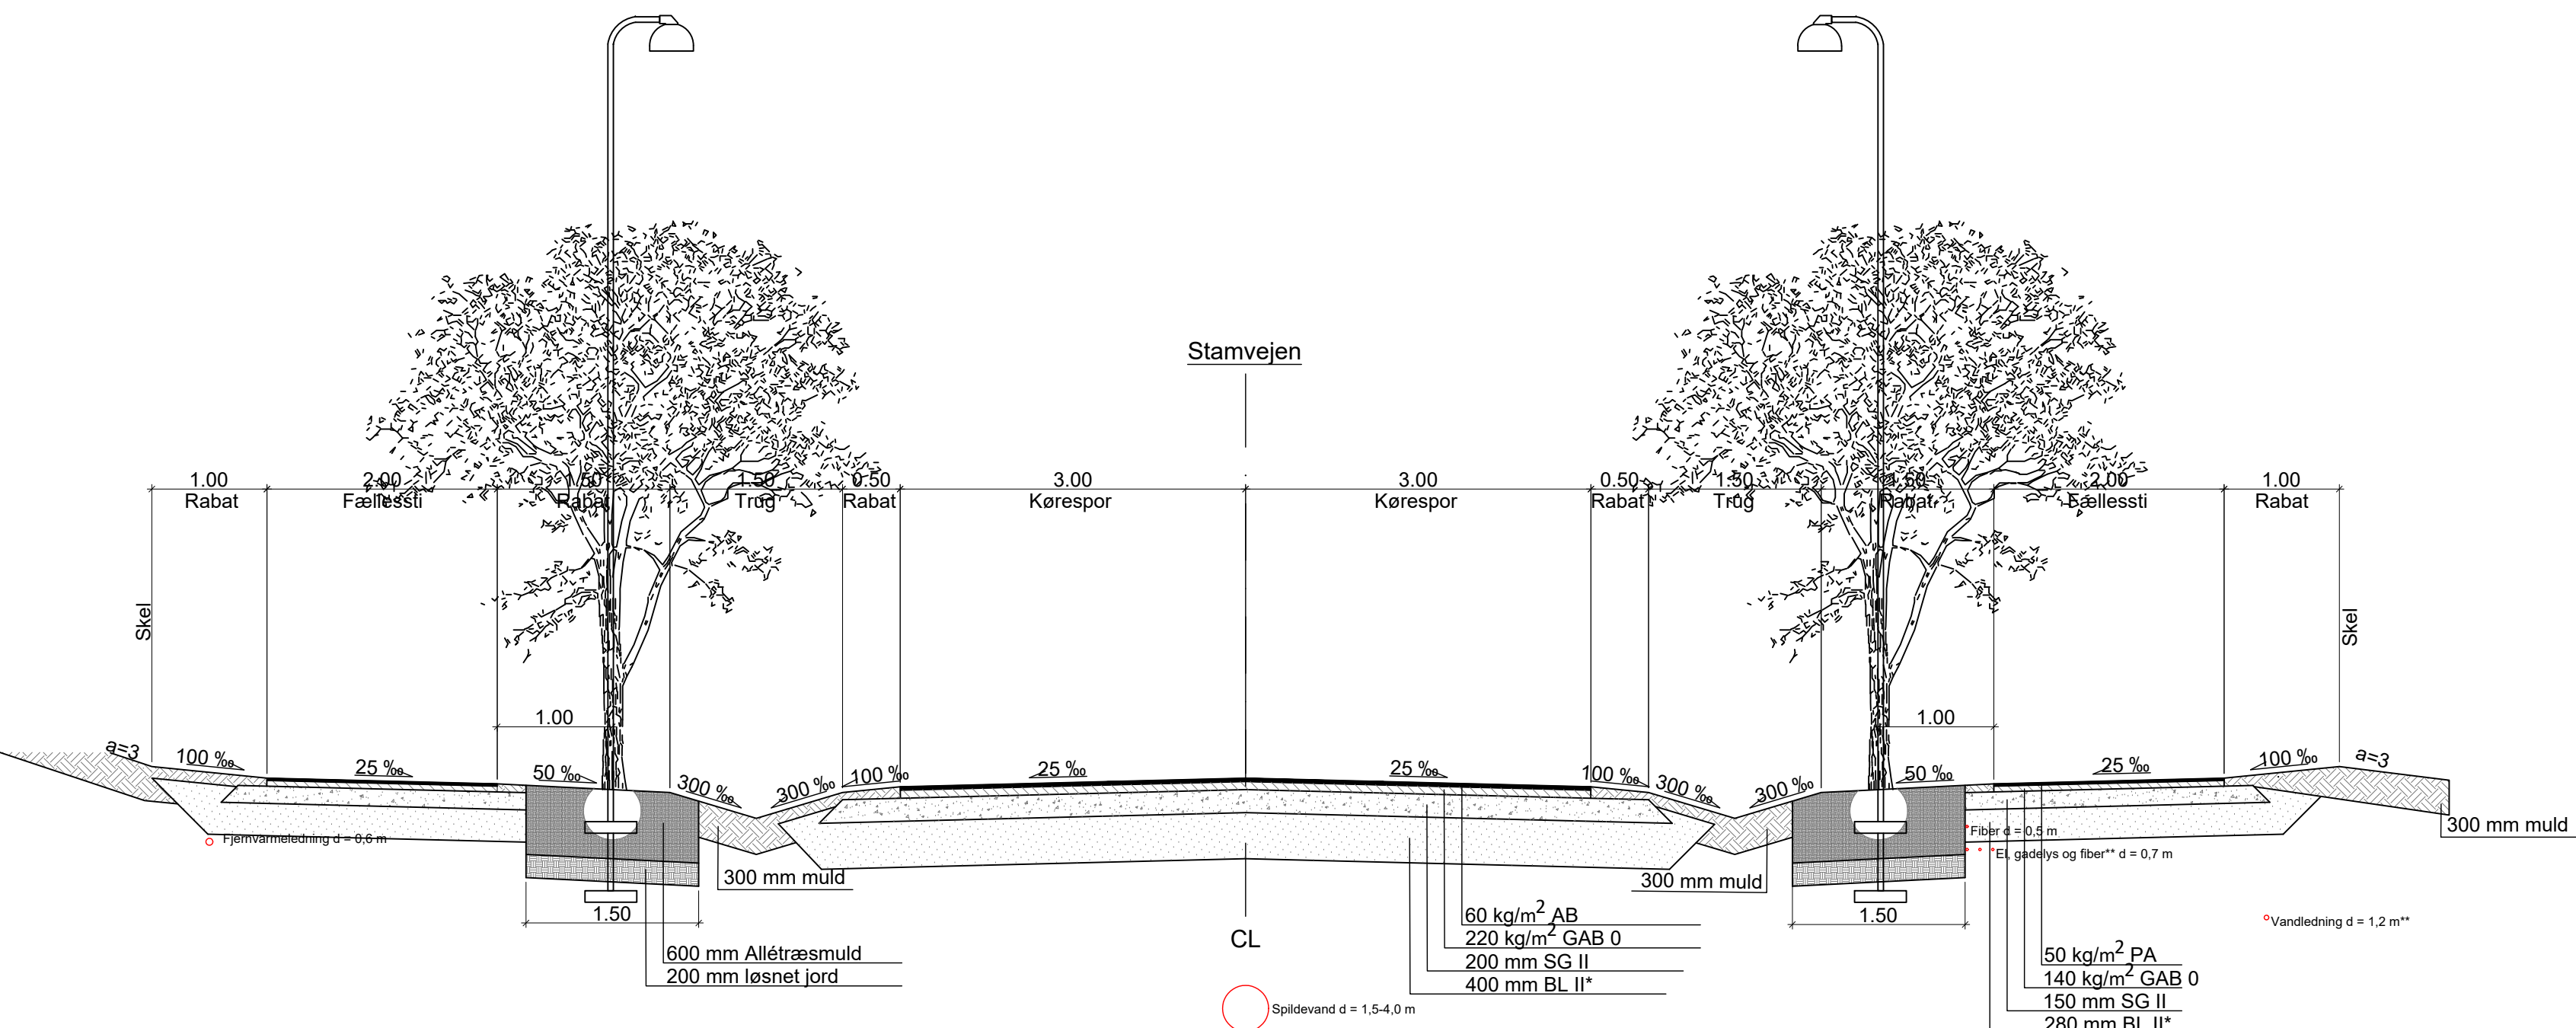 Stamvejen
1.00 2.00 1.50 1.50 0.50 3.00 3.00 0.50 1.50 1.50 2.00 1.00
Rabat Fællessti Rabat Trug Rabat Kørespor Kørespor Rabat Trug Rabat Fællessti Rabat
Skel
Skel
1.00
1.00
a=3 100 ‰ 25 ‰ 50 ‰ 300 ‰ 300 ‰ 100 ‰ 25 ‰ 25 ‰ 100 ‰ 300 ‰ 300 ‰ 50 ‰ 25 ‰ 100 ‰ a=3
Fjernvarmeledning d = 0,6 m
Fiber d = 0,5 m
300 mm muld
El, gadelys og fiber** d = 0,7 m
300 mm muld
300 mm muld
1.50
1.50
Vandledning d = 1,2 m**
600 mm Allétræsmuld
200 mm løsnet jord
CL
60 kg/m² AB
220 kg/m² GAB 0
200 mm SG II
400 mm BL II*
50 kg/m² PA
140 kg/m² GAB 0
150 mm SG II
280 mm BL II*
Spildevand d = 1,5-4,0 m